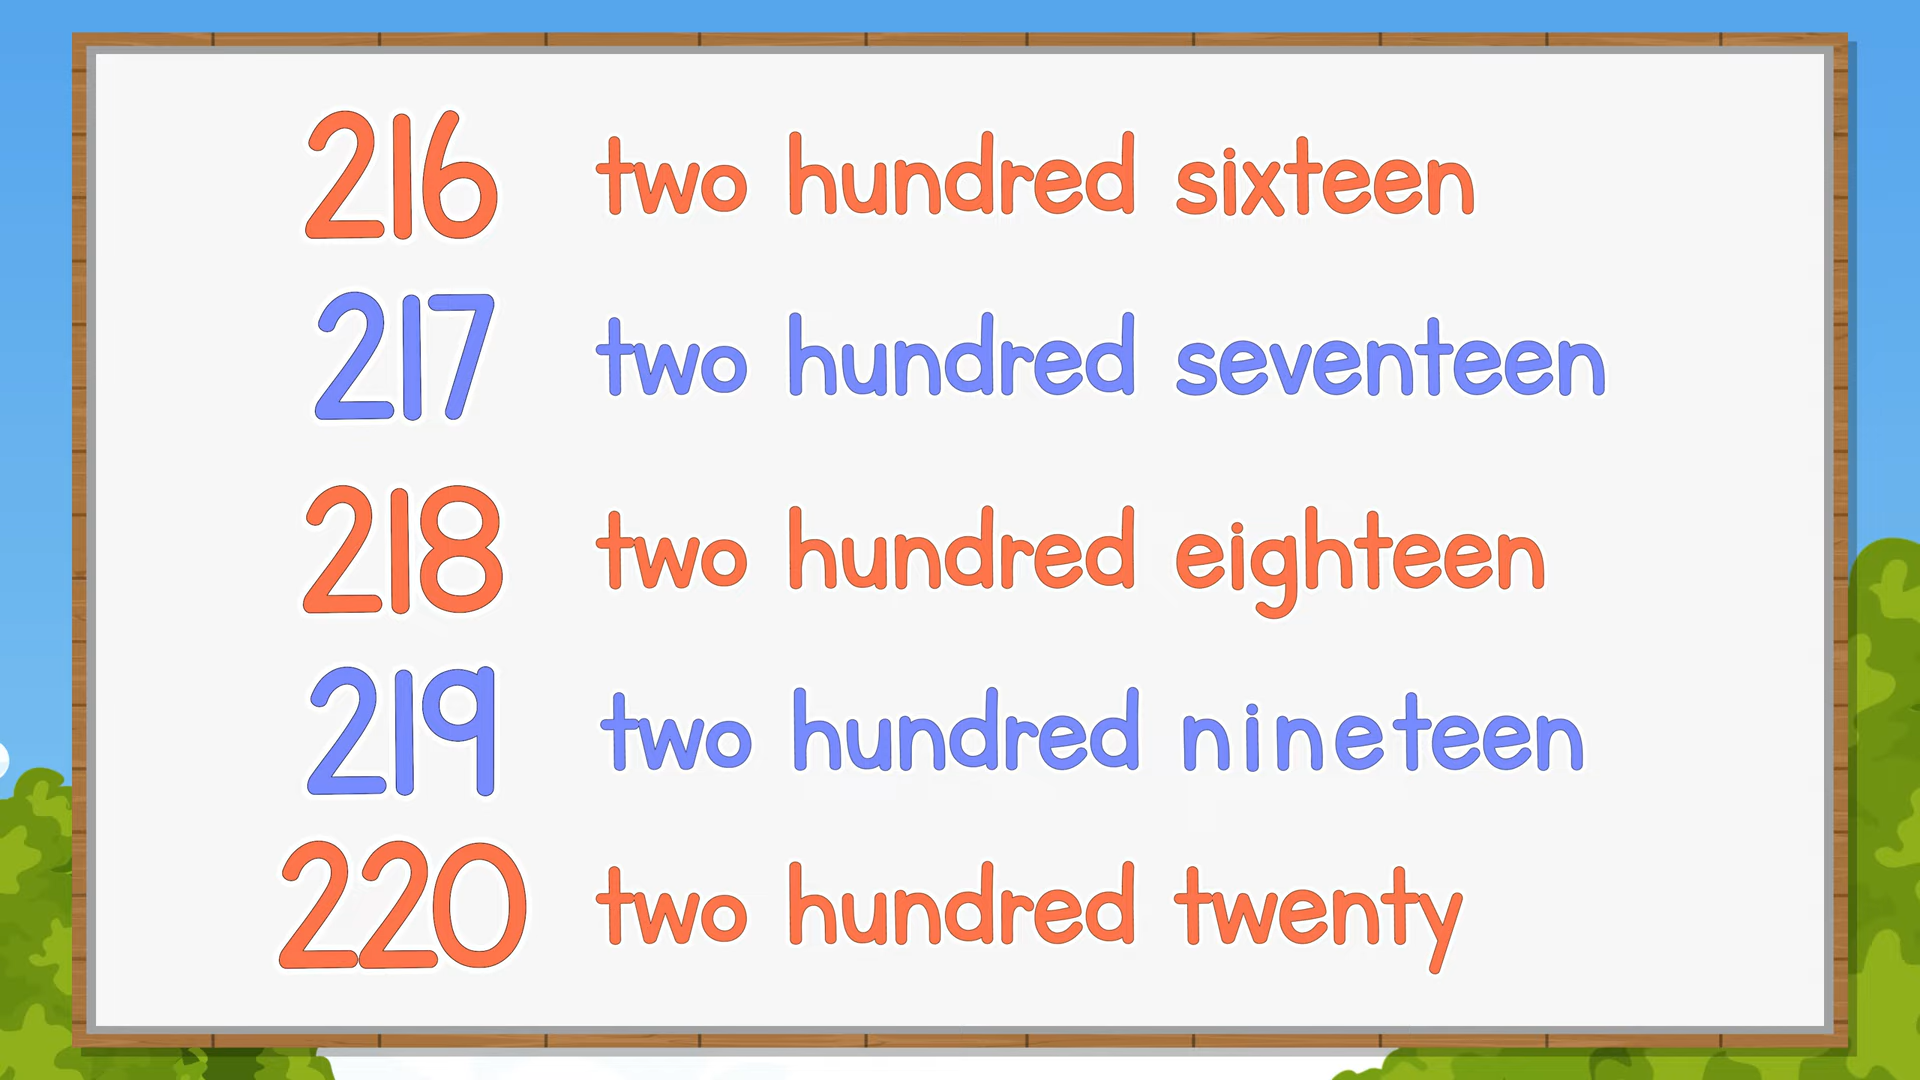 216 two hundred sixteen
217 two hundred seventeen
218 two hundred eighteen
219 two hundred nineteen
220 two hundred twenty